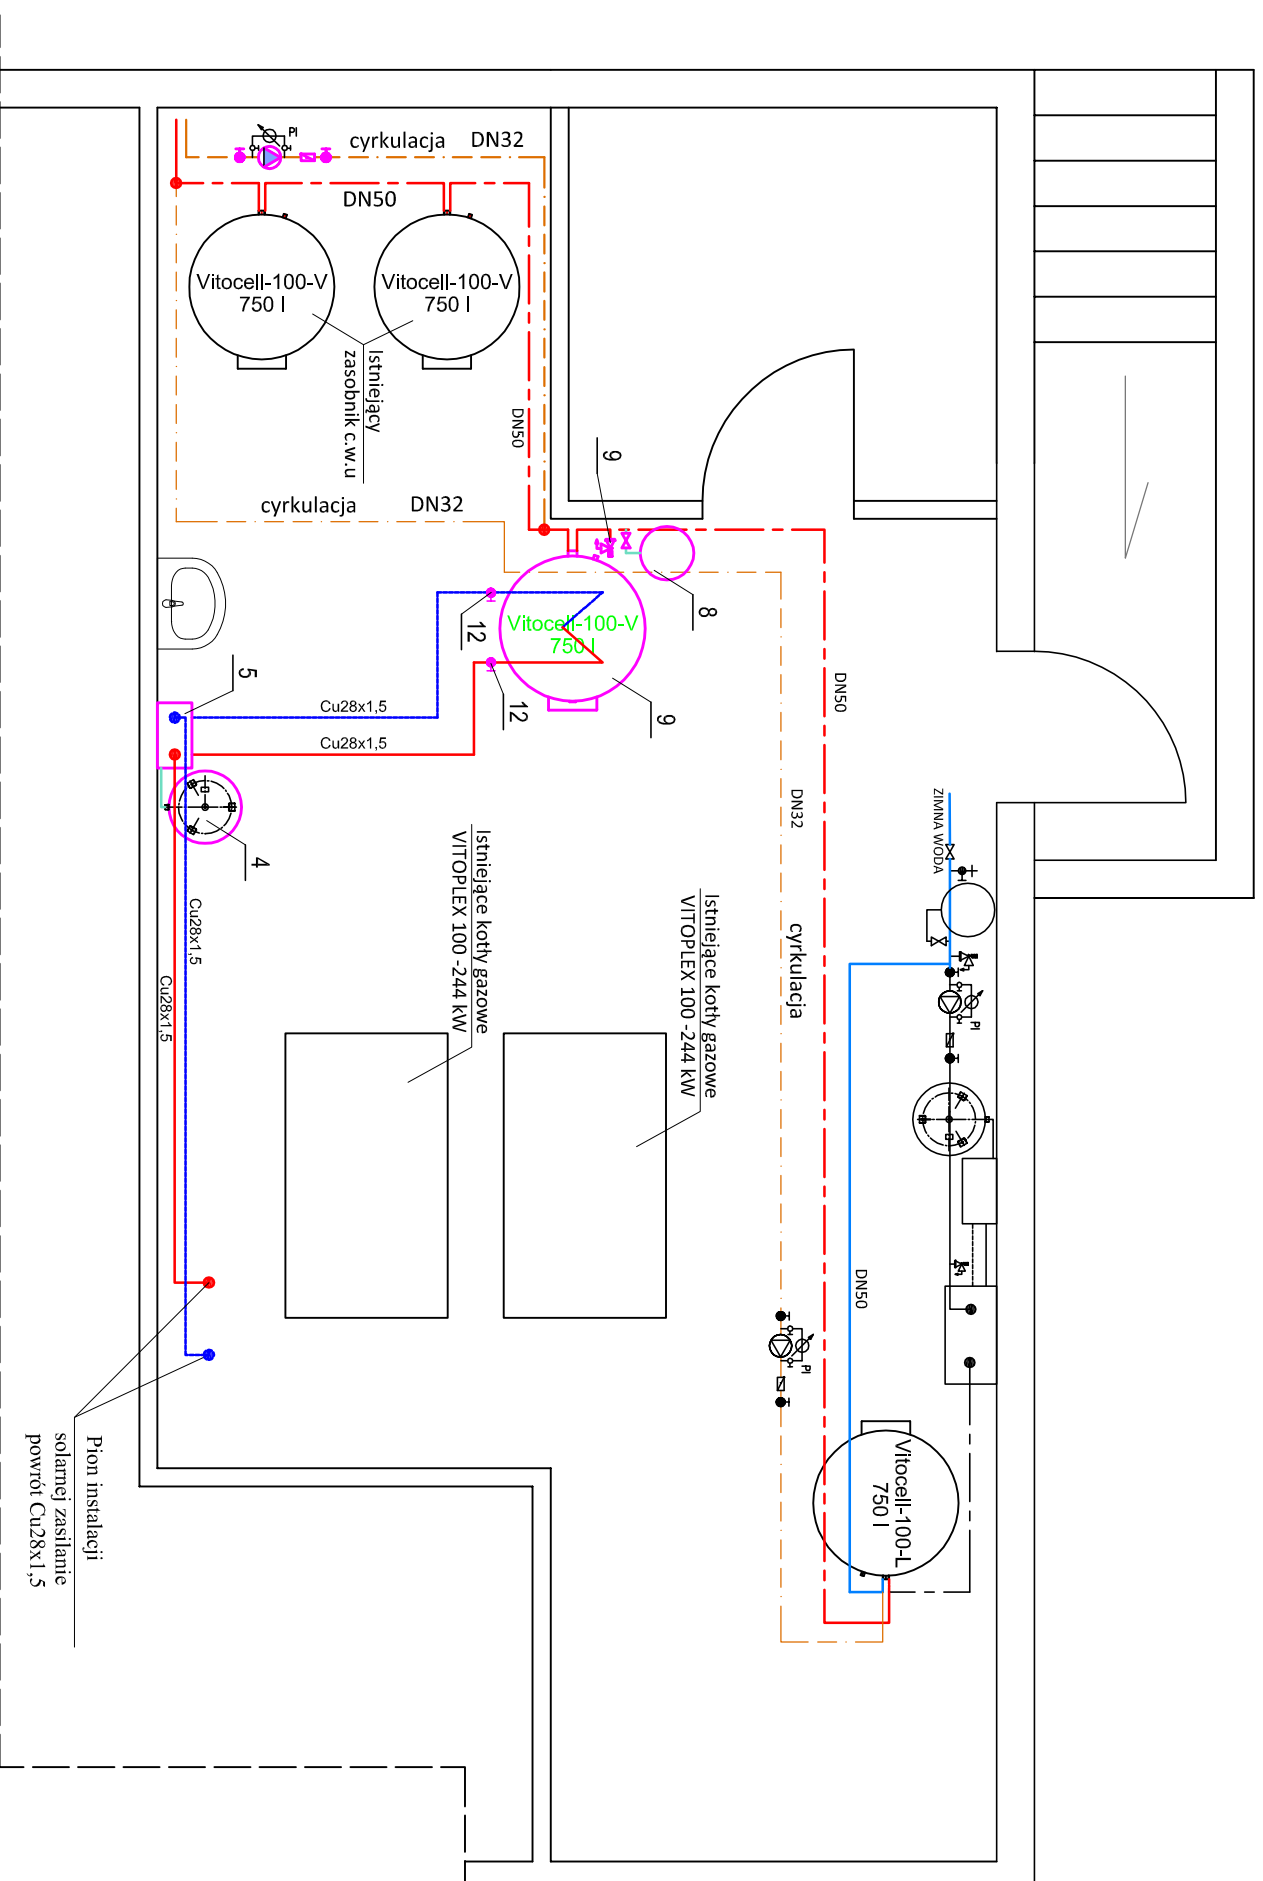 PI
cyrkulacja DN32
DN50
Vitocell-100-V
750 l
Vitocell-100-V
750 l
Istniejący
zasobnik c.w.u
DN50
9
cyrkulacja DN32
8
12
Vitocell-100-V
750 l
12
9
5
Cu28x1,5
Cu28x1,5
DN50
4
DN32
ZIMNA WODA
Istniejące kotły gazowe
VITOPLEX 100 -244 kW
Istniejące kotły gazowe
VITOPLEX 100 -244 kW
cyrkulacja
Cu28x1,5
Cu28x1,5
PI
DN50
PI
Vitocell-100-L
750 l
Pion instalacji
solarnej zasilanie
powrót Cu28x1,5